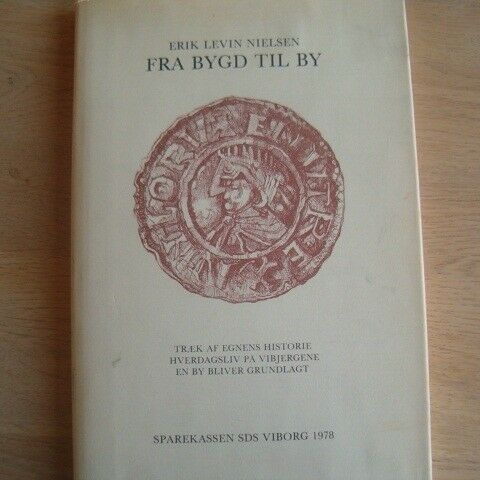 ERIK LEVIN NIELSEN
FRA BYGD TIL BY
TRÆK AF EGNENS HISTORIE
HVERDAGSLIV PÅ VIBJERGENE
EN BY BLIVER GRUNDLAGT
SPAREKASSEN SDS VIBORG 1978